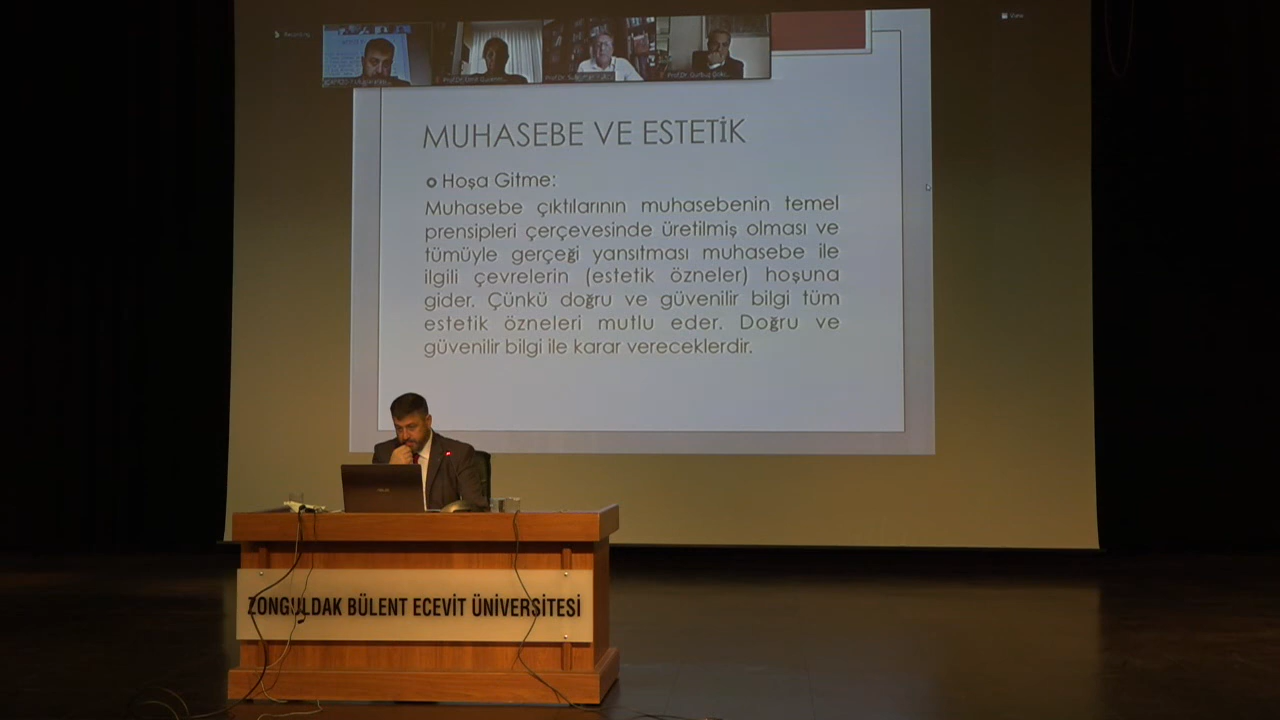 Recording
View
MUHASEBE VE ESTETİK
Hoşa Gitme:
Muhasebe çıktılarının muhasebenin temel
prensipleri çerçevesinde üretilmiş olması ve
tümüyle gerçeği yansıtması muhasebe ile
ilgili çevrelerin (estetik özneler) hoşuna
gider. Çünkü doğru ve güvenilir bilgi tüm
estetik özneleri mutlu eder. Doğru ve
güvenilir bilgi ile karar vereceklerdir.
ZONGULDAK BÜLENT ECEVİT ÜNİVERSİTESİ